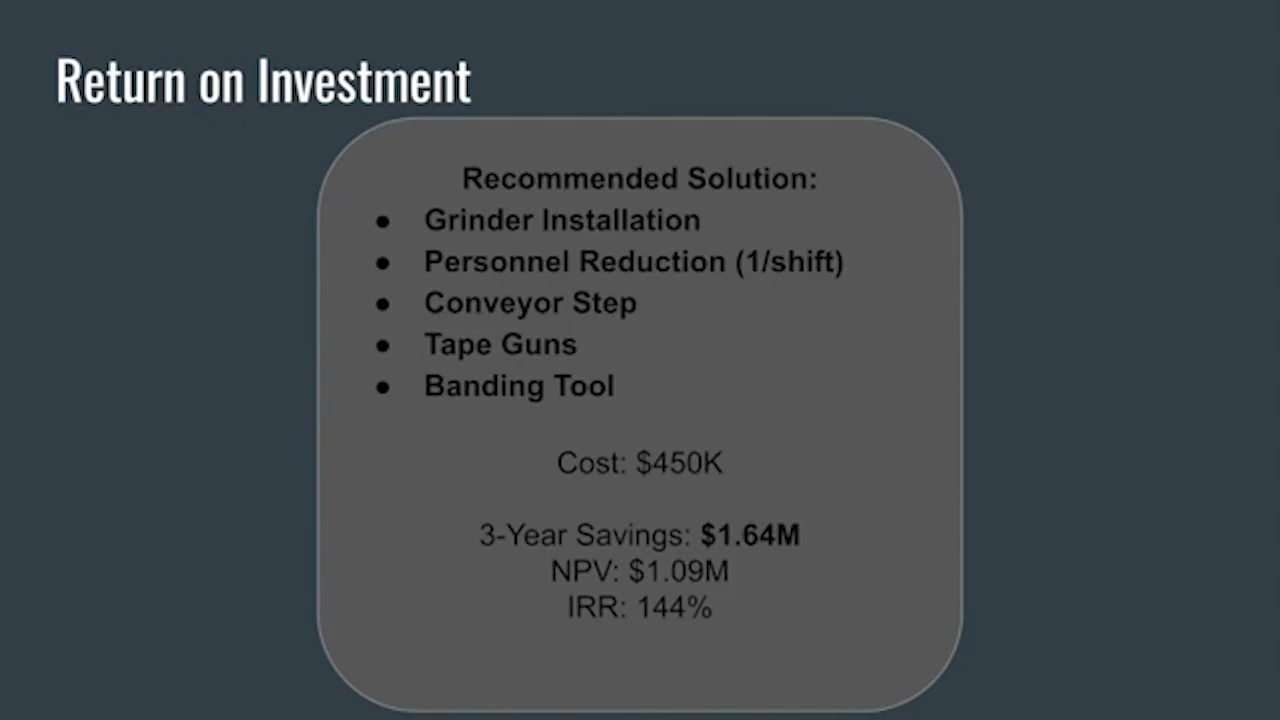 Return on Investment
Recommended Solution:
● Grinder Installation
● Personnel Reduction (1/shift)
● Conveyor Step
● Tape Guns
● Banding Tool
Cost: $450K
3-Year Savings: $1.64M
NPV: $1.09M
IRR: 144%